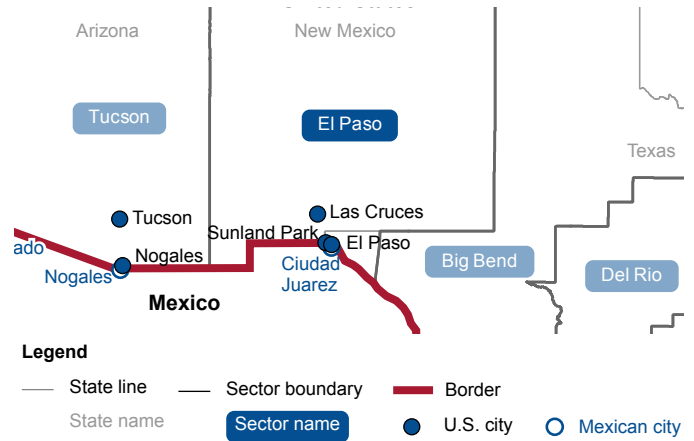 Arizona
New Mexico
Tucson
El Paso
Texas
Tucson
Las Cruces
Sunland Park
El Paso
ado
Nogales
Nogales
Ciudad
Juarez
Big Bend
Del Rio
Mexico
Legend
State line
Sector boundary
Border
State name
Sector name
U.S. city
Mexican city